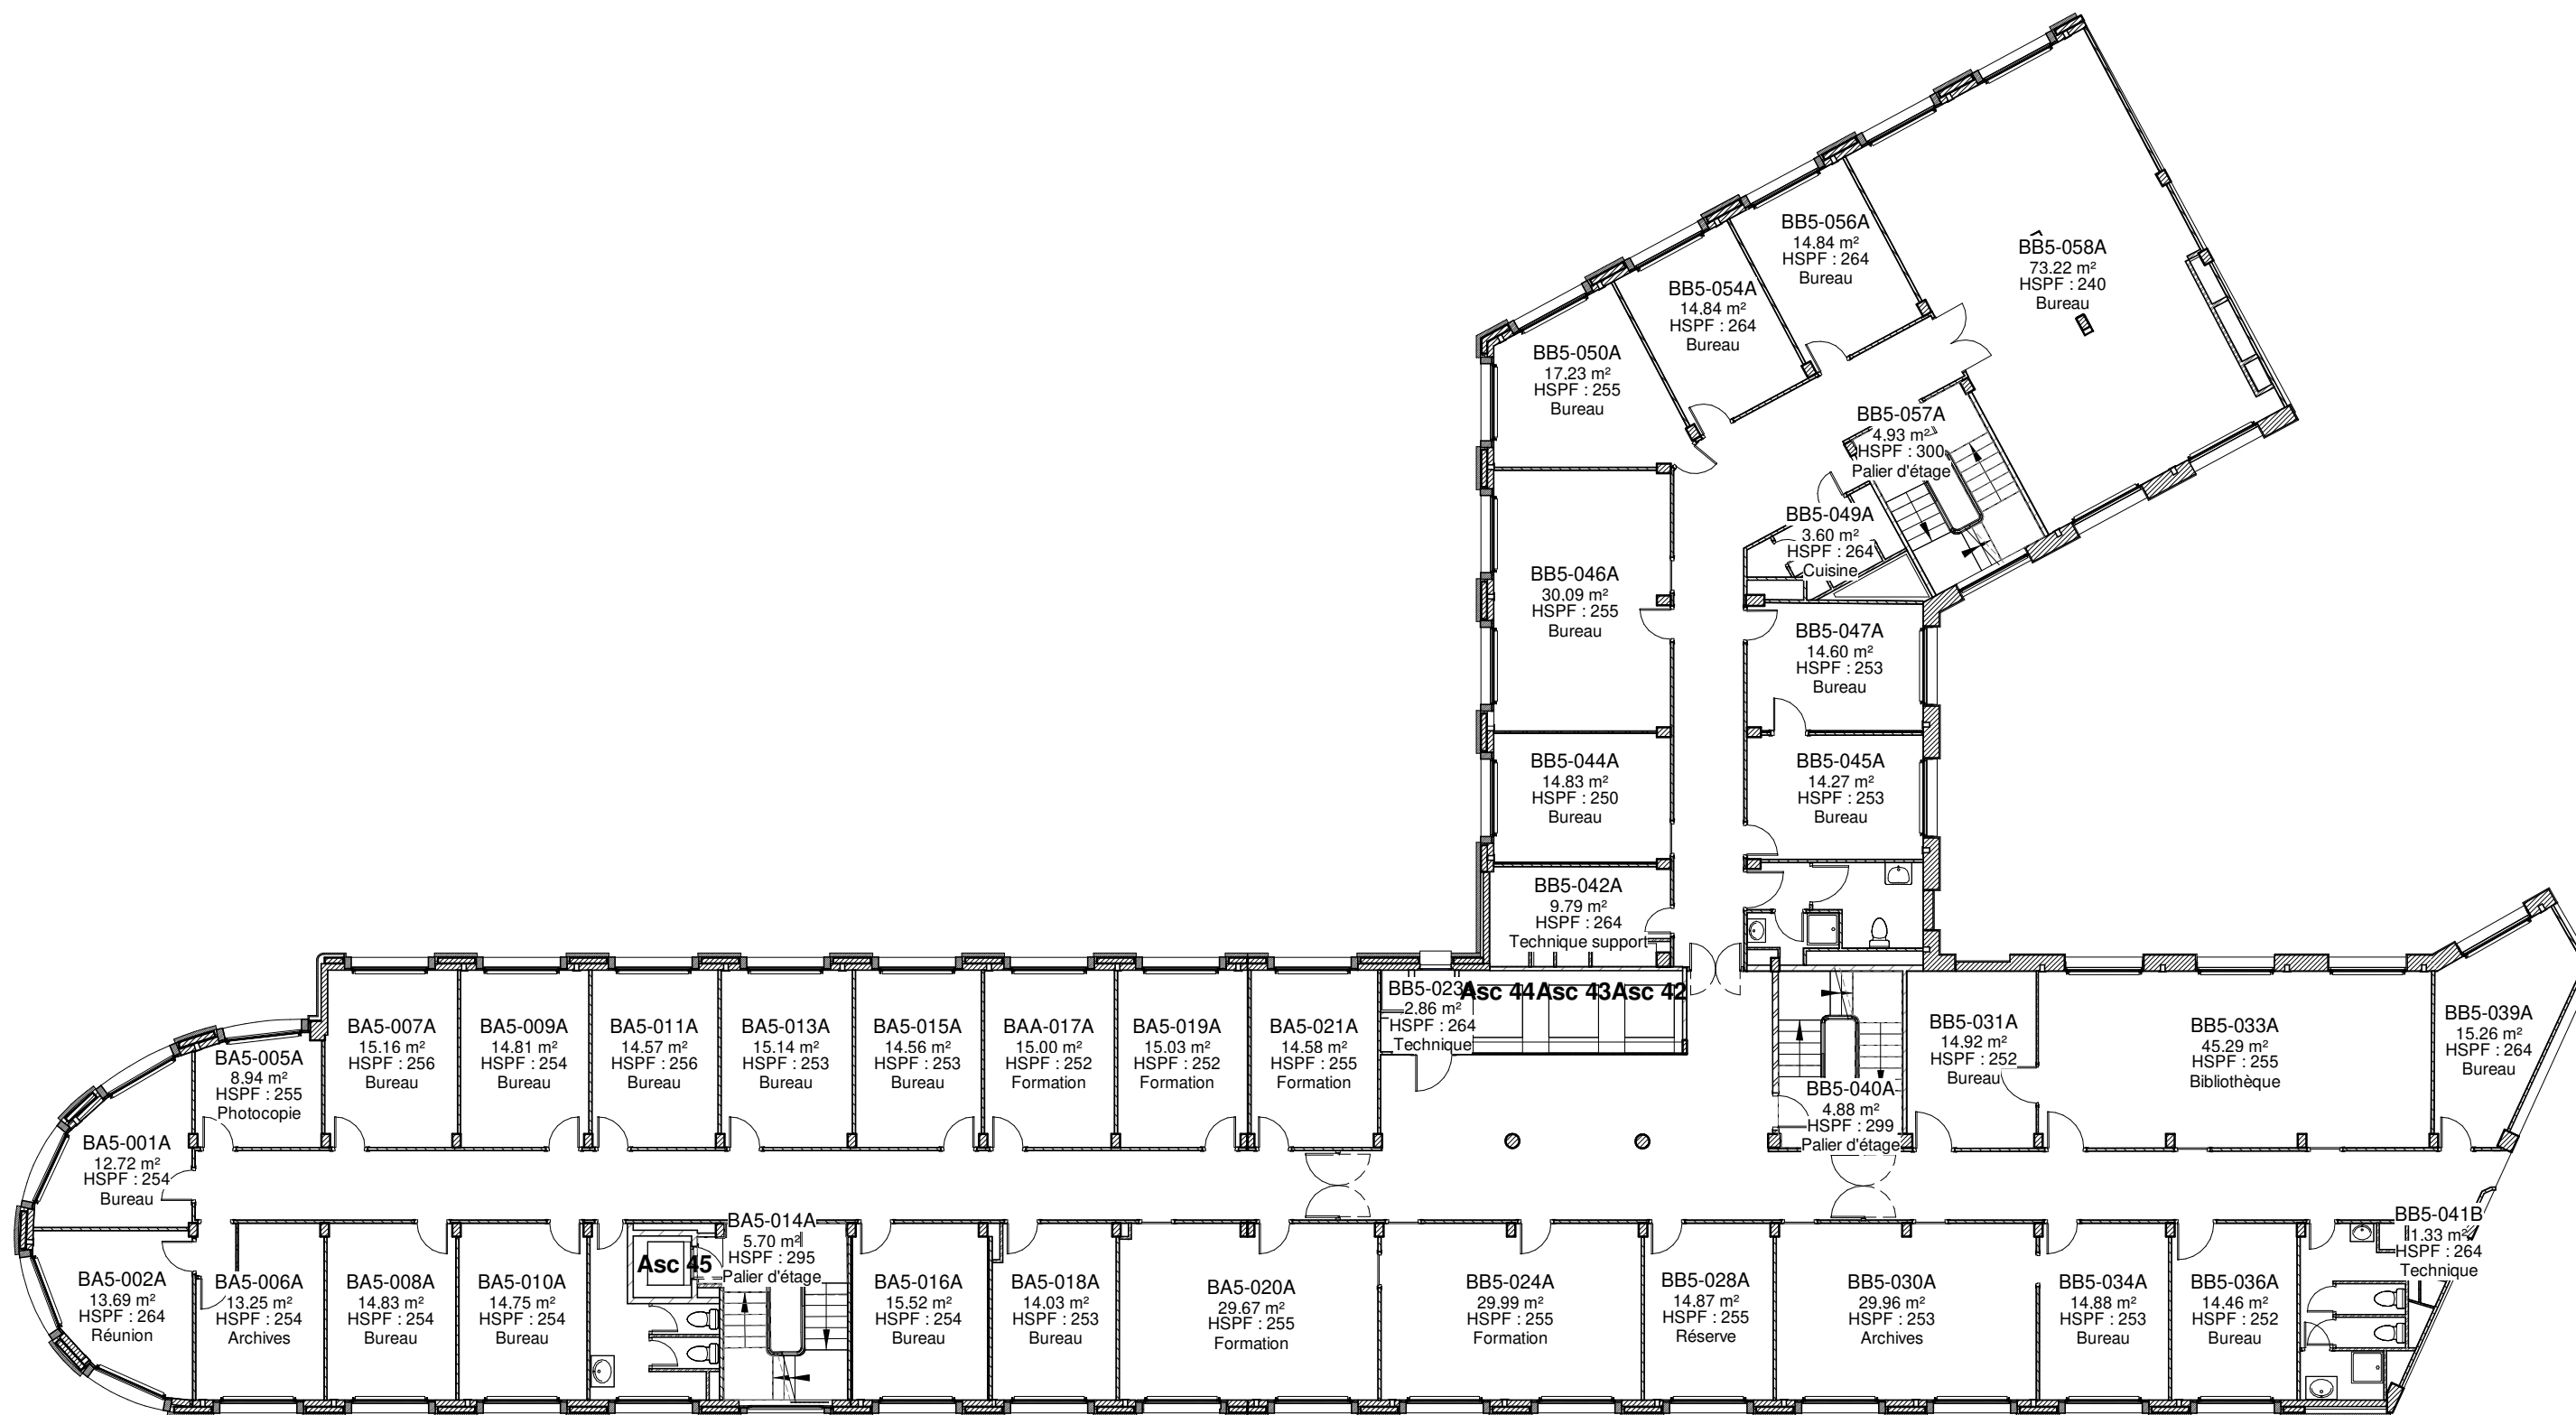 BB5-056A
14.84 m²
HSPF : 264
Bureau
BB5-058A
73.22 m²
HSPF : 240
Bureau
BB5-054A
14.84 m²
HSPF : 264
Bureau
BB5-050A
17.23 m²
HSPF : 255
Bureau
BB5-057A
4.93 m²
HSPF : 300
Palier d'étage
BB5-049A
3.60 m²
HSPF : 264
Cuisine
BB5-046A
30.09 m²
HSPF : 255
Bureau
BB5-047A
14.60 m²
HSPF : 253
Bureau
BB5-044A
14.83 m²
HSPF : 250
Bureau
BB5-045A
14.27 m²
HSPF : 253
Bureau
BB5-042A
9.79 m²
HSPF : 264
Technique support
BB5-023A
2.86 m²
HSPF : 264
Technique
Asc 44
Asc 43
Asc 42
BA5-005A
8.94 m²
HSPF : 255
Photocopie
BA5-007A
15.16 m²
HSPF : 256
Bureau
BA5-009A
14.81 m²
HSPF : 254
Bureau
BA5-011A
14.57 m²
HSPF : 256
Bureau
BA5-013A
15.14 m²
HSPF : 253
Bureau
BA5-015A
14.56 m²
HSPF : 253
Bureau
BAA-017A
15.00 m²
HSPF : 252
Formation
BA5-019A
15.03 m²
HSPF : 252
Formation
BA5-021A
14.58 m²
HSPF : 255
Formation
BB5-040A
4.88 m²
HSPF : 299
Palier d'étage
BB5-031A
14.92 m²
HSPF : 252
Bureau
BB5-033A
45.29 m²
HSPF : 255
Bibliothèque
BB5-039A
15.26 m²
HSPF : 264
Bureau
BA5-001A
12.72 m²
HSPF : 254
Bureau
BA5-002A
13.69 m²
HSPF : 264
Réunion
BA5-006A
13.25 m²
HSPF : 254
Archives
BA5-008A
14.83 m²
HSPF : 254
Bureau
BA5-010A
14.75 m²
HSPF : 254
Bureau
Asc 45
BA5-014A
5.70 m²
HSPF : 295
Palier d'étage
BA5-016A
15.52 m²
HSPF : 254
Bureau
BA5-018A
14.03 m²
HSPF : 253
Bureau
BA5-020A
29.67 m²
HSPF : 255
Formation
BB5-024A
29.99 m²
HSPF : 255
Formation
BB5-028A
14.87 m²
HSPF : 255
Réserve
BB5-030A
29.96 m²
HSPF : 253
Archives
BB5-034A
14.88 m²
HSPF : 253
Bureau
BB5-036A
14.46 m²
HSPF : 252
Bureau
BB5-041B
1.33 m²
HSPF : 264
Technique